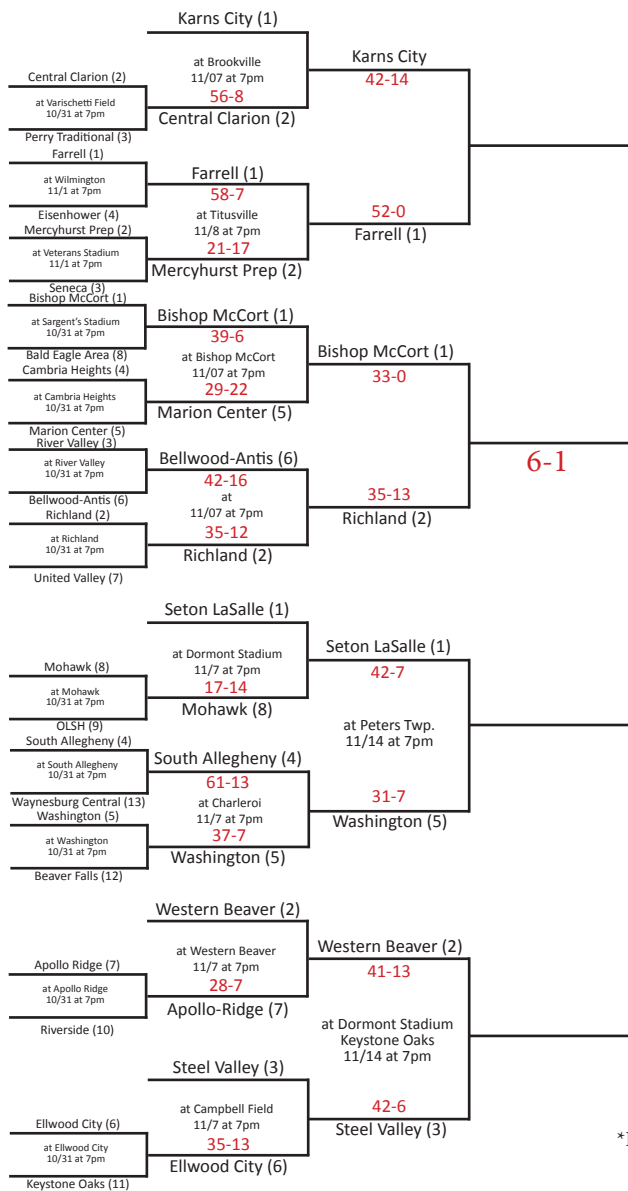 Karns City (1)
at Brookville
11/07 at 7pm
Karns City
42-14
Central Clarion (2)
56-8
at Varischetti Field
10/31 at 7pm
Central Clarion (2)
Perry Traditional (3)
Farrell (1)
Farrell (1)
at Wilmington
11/1 at 7pm
58-7
52-0
at Titusville
11/8 at 7pm
Farrell (1)
Eisenhower (4)
Mercyhurst Prep (2)
21-17
at Veterans Stadium
11/1 at 7pm
Mercyhurst Prep (2)
Seneca (3)
Bishop McCort (1)
Bishop McCort (1)
at Sargent's Stadium
10/31 at 7pm
39-6
Bald Eagle Area (8)
at Bishop McCort
11/07 at 7pm
Bishop McCort (1)
33-0
Cambria Heights (4)
29-22
at Cambria Heights
10/31 at 7pm
Marion Center (5)
Marion Center (5)
River Valley (3)
Bellwood-Antis (6)
6-1
at River Valley
10/31 at 7pm
42-16
Bellwood-Antis (6)
at
11/07 at 7pm
35-13
Richland (2)
Richland (2)
35-12
at Richland
10/31 at 7pm
Richland (2)
United Valley (7)
Seton LaSalle (1)
at Dormont Stadium
11/7 at 7pm
Seton LaSalle (1)
42-7
Mohawk (8)
17-14
at Mohawk
10/31 at 7pm
Mohawk (8)
OLSH (9)
at Peters Twp.
11/14 at 7pm
South Allegheny (4)
South Allegheny (4)
at South Allegheny
10/31 at 7pm
61-13
31-7
Waynesburg Central (13)
at Charleroi
11/7 at 7pm
Washington (5)
Washington (5)
37-7
at Washington
10/31 at 7pm
Washington (5)
Beaver Falls (12)
Western Beaver (2)
at Western Beaver
11/7 at 7pm
Western Beaver (2)
41-13
Apollo Ridge (7)
28-7
at Apollo Ridge
10/31 at 7pm
Apollo-Ridge (7)
Riverside (10)
at Dormont Stadium
Keystone Oaks
11/14 at 7pm
Steel Valley (3)
at Campbell Field
11/7 at 7pm
42-6
Steel Valley (3)
Ellwood City (6)
35-13
at Ellwood City
10/31 at 7pm
Ellwood City (6)
Keystone Oaks (11)